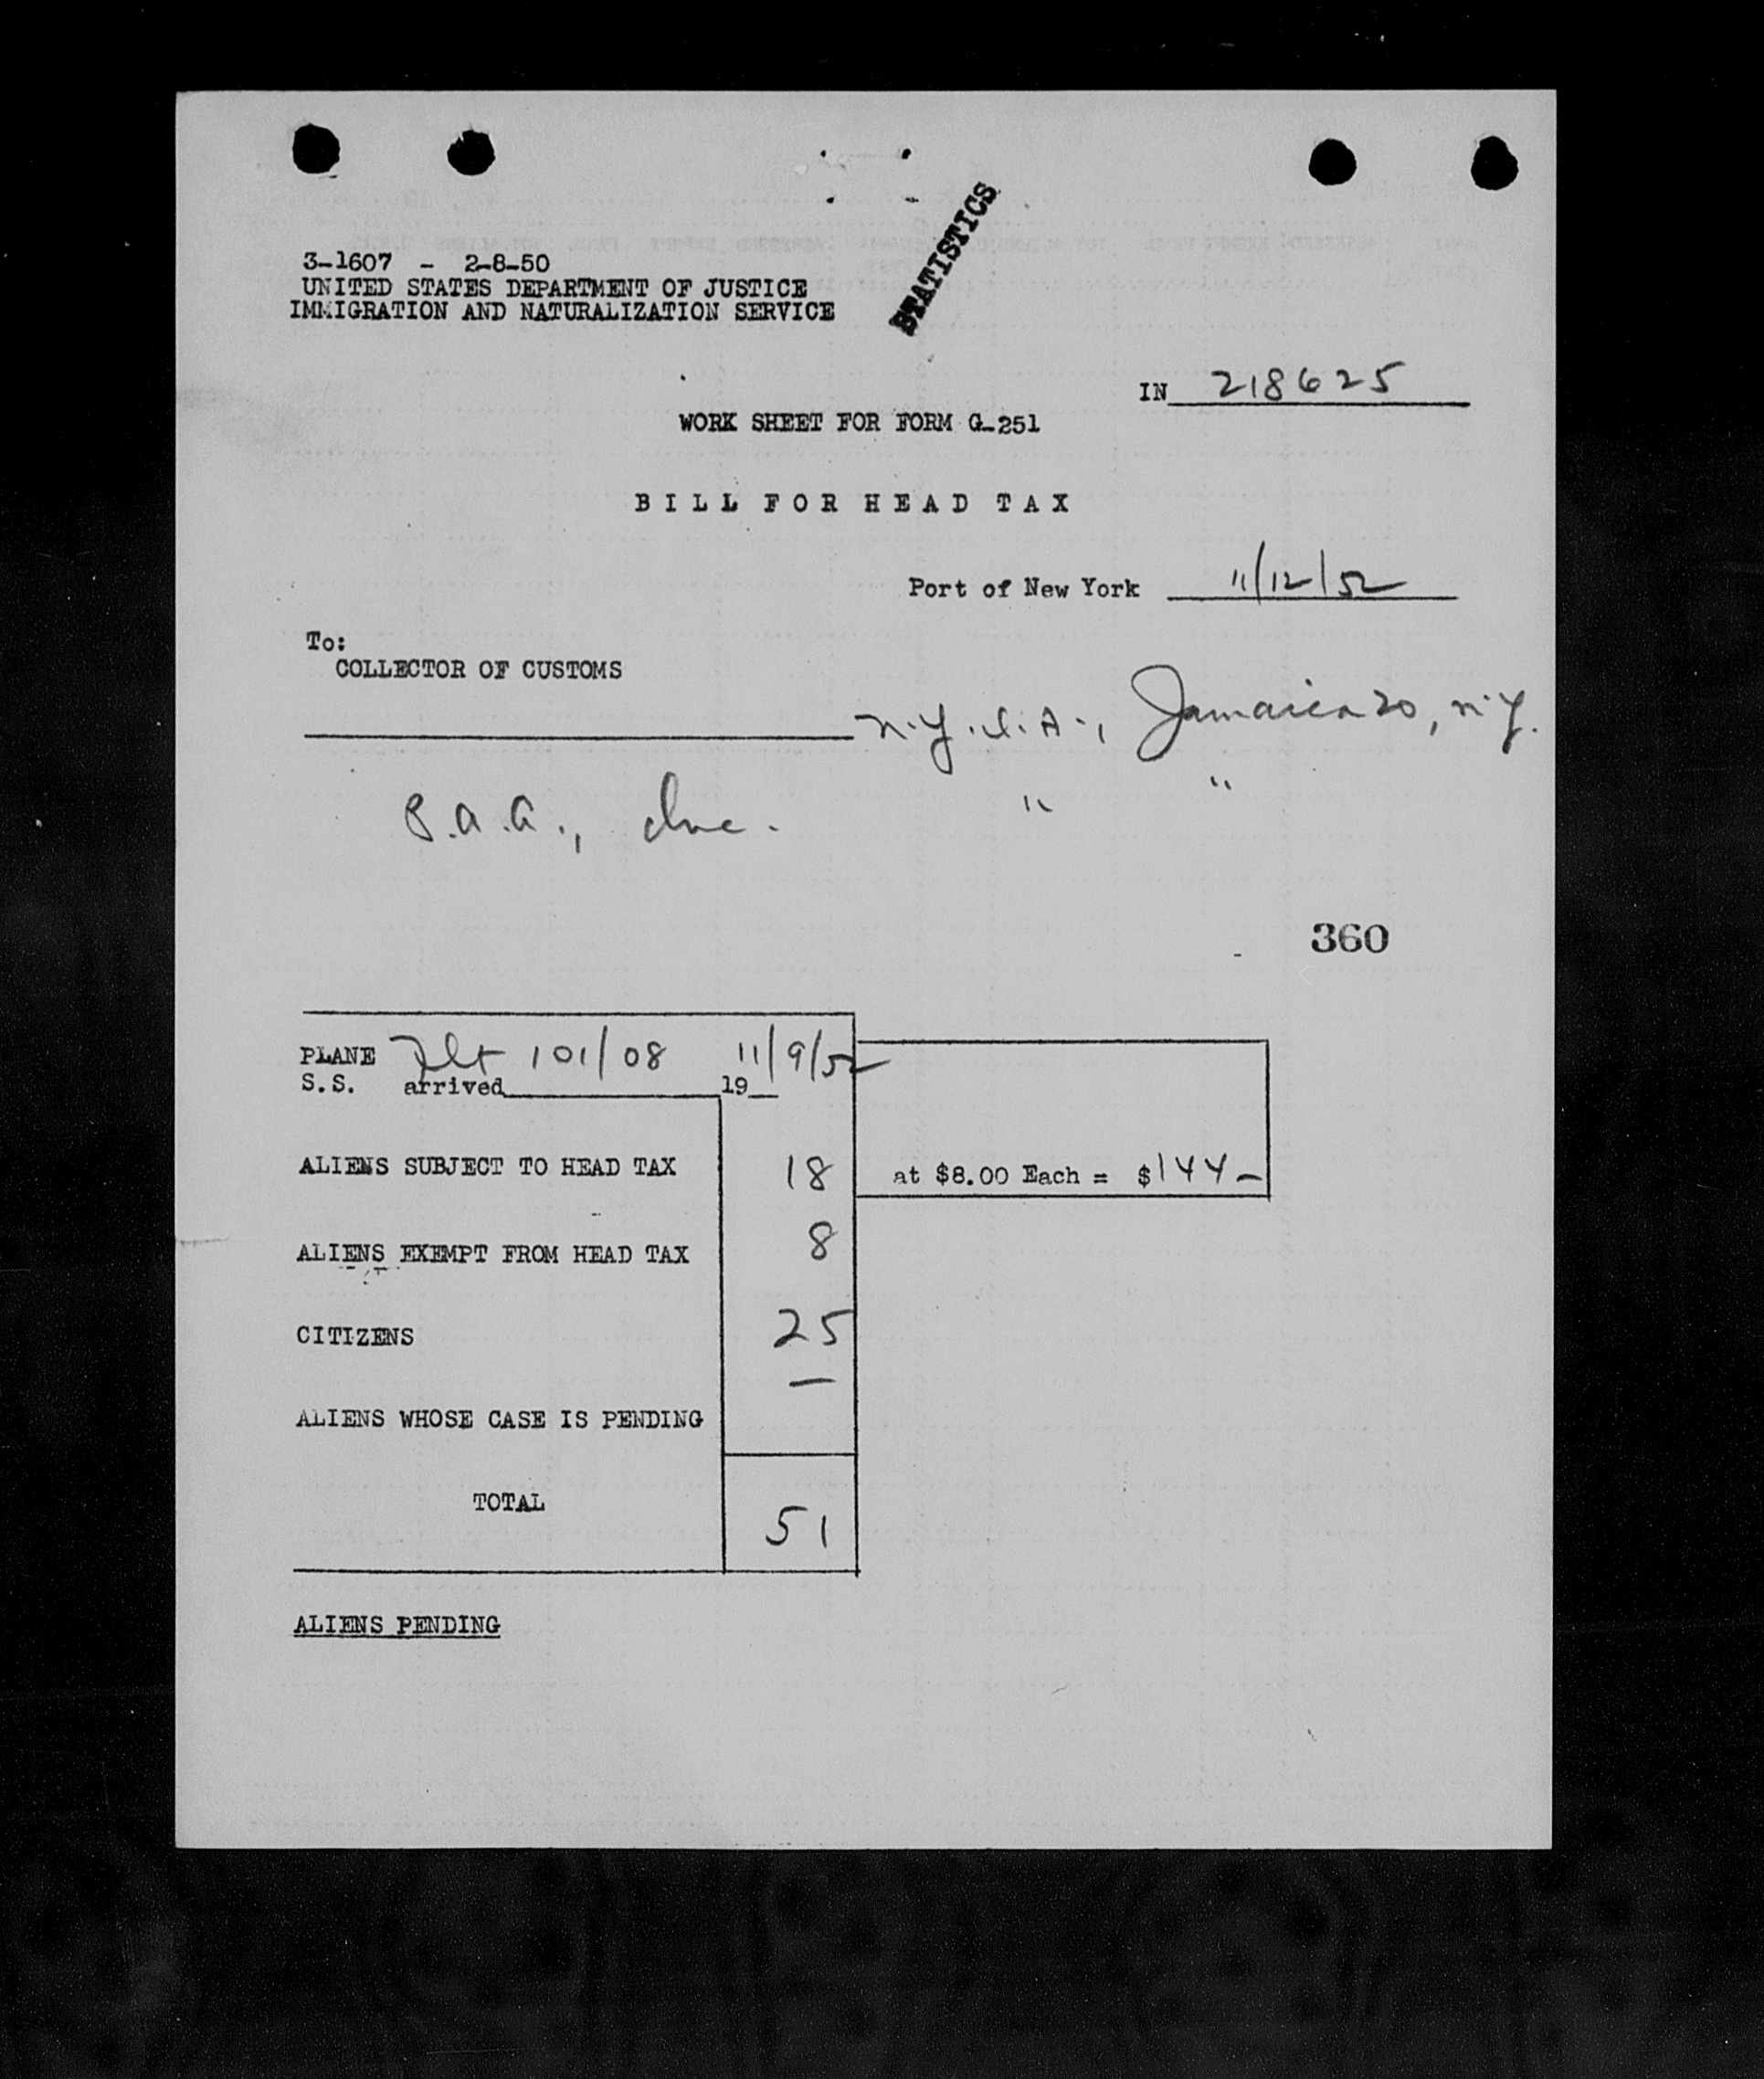 STATISTICS
3-1607 - 2-8-50
UNITED STATES DEPARTMENT OF JUSTICE
IMMIGRATION AND NATURALIZATION SERVICE
IN 218625
WORK SHEET FOR FORM G-251
BILL FOR HEAD TAX
Port of New York 11/12/52
To:
COLLECTOR OF CUSTOMS
N.Y.I.A., Jamaica 30, N.Y.
P.A.A., Inc. " "
360
PLANE Flt 101/08 11/9/52
S.S. arrived 19
ALIENS SUBJECT TO HEAD TAX 18 at $8.00 Each = $144-
ALIENS EXEMPT FROM HEAD TAX 8
CITIZENS 25
—
ALIENS WHOSE CASE IS PENDING
TOTAL 51
ALIENS PENDING